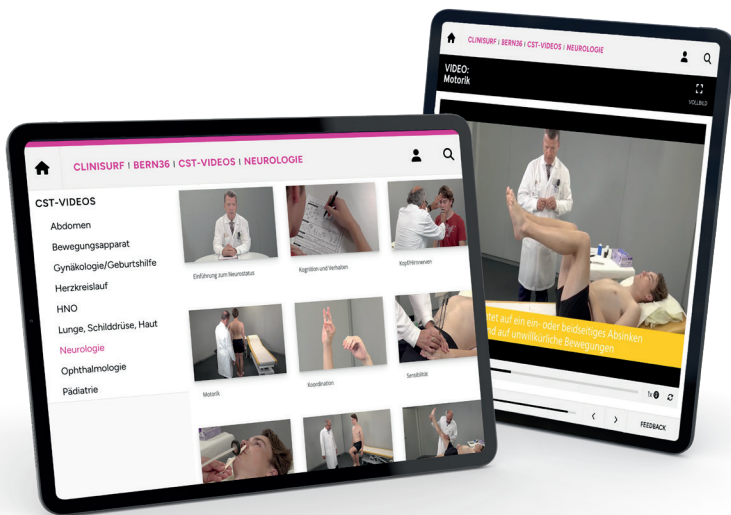 CLINISURF | BERN36 | CST-VIDEOS | NEUROLOGIE
CST-VIDEOS
Abdomen
Bewegungsapparat
Gynäkologie/Geburtshilfe
Herzkreislauf
HNO
Lunge, Schilddrüse, Haut
Neurologie
Ophthalmologie
Pädiatrie
Einführung zum Neurostatus
Kognition und Verhalten
Kopf/Hirnnerven
Motorik
Koordination
Sensibilität
CLINISURF | BERN36 | CST-VIDEOS | NEUROLOGIE
VIDEO:
Motorik
VOLLBILD
auf ein ein- oder beidseitiges Absinken
auf unwillkürliche Bewegungen
1x
FEEDBACK